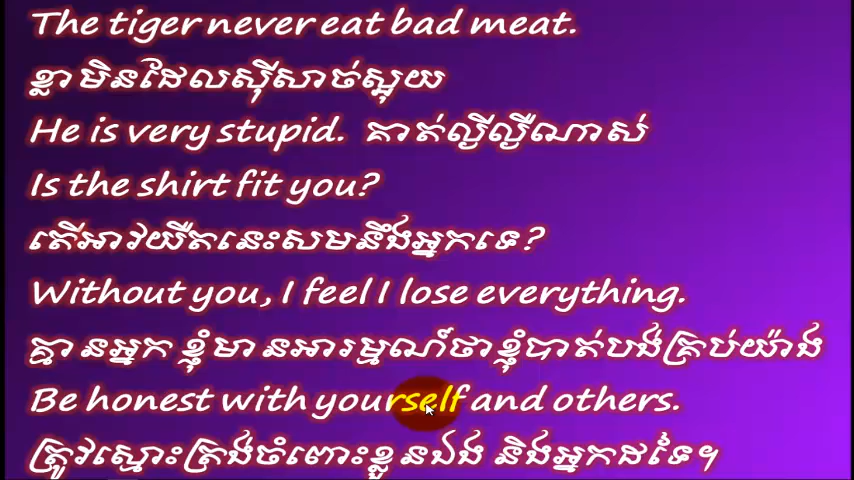 The tiger never eat bad meat.
ខ្លាមិនដែលស៊ីសាច់ស្អុយ
He is very stupid. គាត់ល្ងីល្ងើណាស់
Is the shirt fit you?
តើអាវយឺតនេះសមនឹងអ្នកទេ?
Without you, I feel I lose everything.
គ្មានអ្នក ខ្ញុំមានអារម្មណ៍ថាខ្ញុំបាត់បង់គ្រប់យ៉ាង
Be honest with yourself and others.
ត្រូវស្មោះត្រង់ចំពោះខ្លួនឯង និងអ្នកដទៃ។